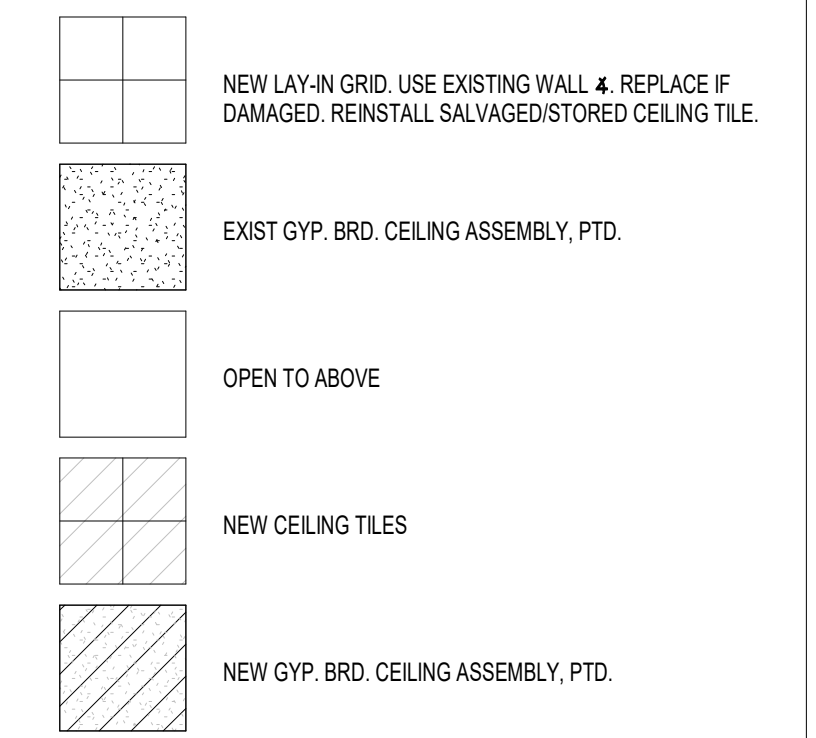 NEW LAY-IN GRID. USE EXISTING WALL ∡. REPLACE IF
DAMAGED. REINSTALL SALVAGED/STORED CEILING TILE.
EXIST GYP. BRD. CEILING ASSEMBLY, PTD.
OPEN TO ABOVE
NEW CEILING TILES
NEW GYP. BRD. CEILING ASSEMBLY, PTD.